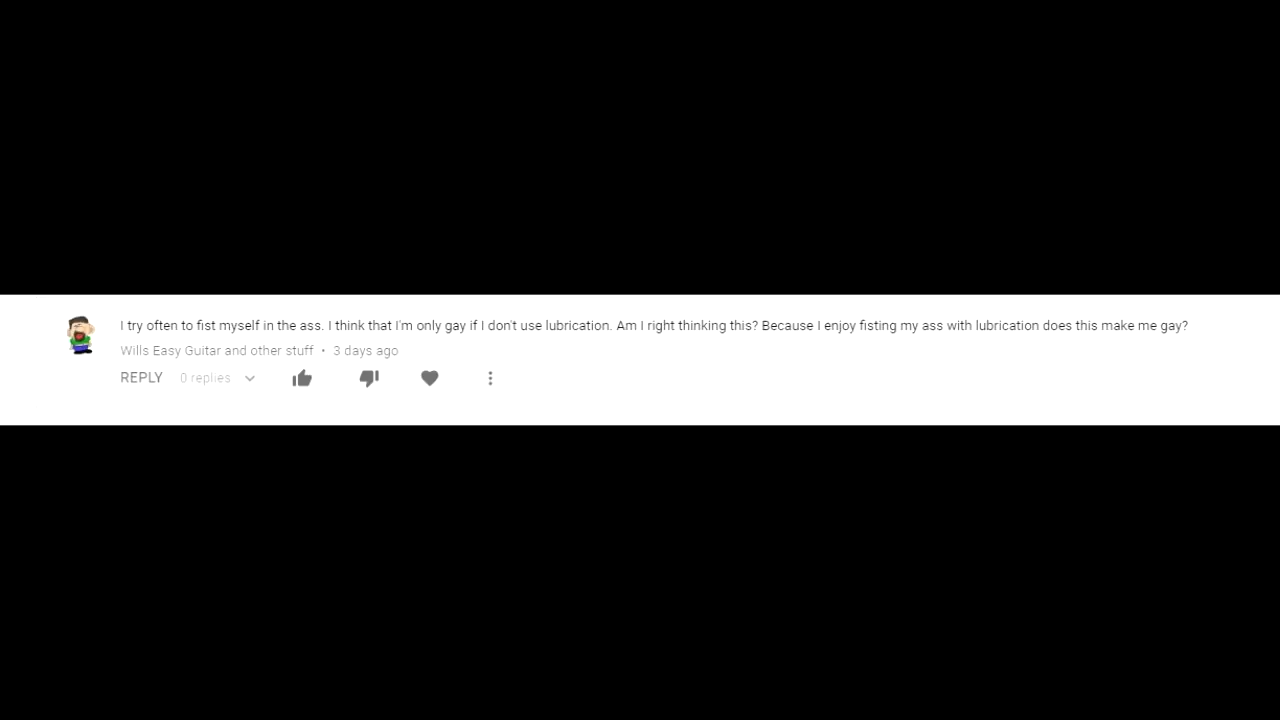 I try often to fist myself in the ass. I think that I'm only gay if I don't use lubrication. Am I right thinking this? Because I enjoy fisting my ass with lubrication does this make me gay?
Wills Easy Guitar and other stuff • 3 days ago
REPLY 0 replies